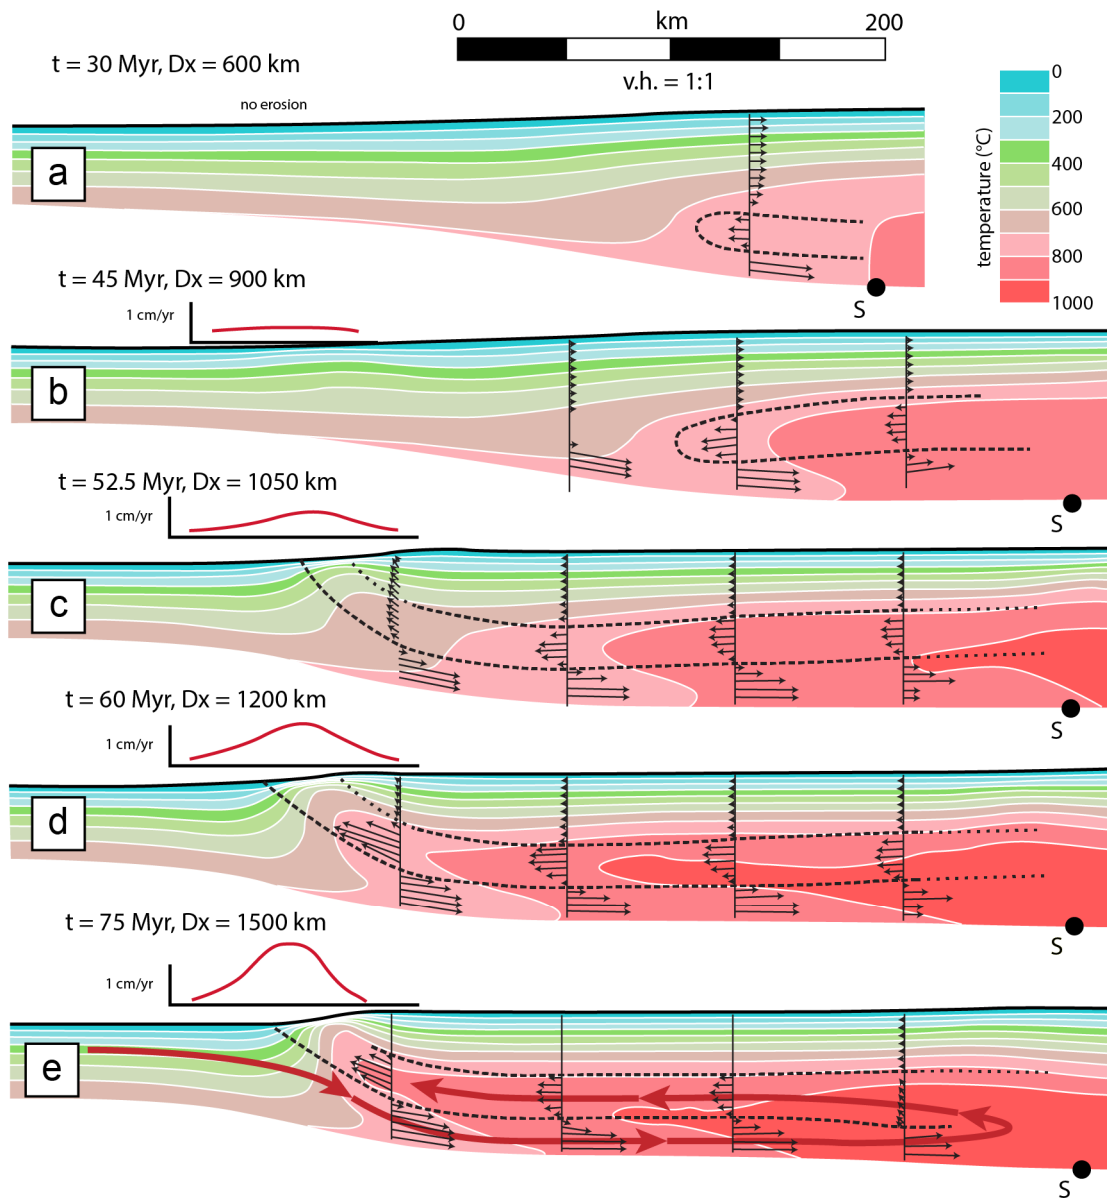 0 km 200
v.h. = 1:1
t = 30 Myr, Dx = 600 km
no erosion
a
0
200
400
600
800
1000
temperature (°C)
S
t = 45 Myr, Dx = 900 km
1 cm/yr
b
S
t = 52.5 Myr, Dx = 1050 km
1 cm/yr
c
S
t = 60 Myr, Dx = 1200 km
1 cm/yr
d
S
t = 75 Myr, Dx = 1500 km
1 cm/yr
e
S